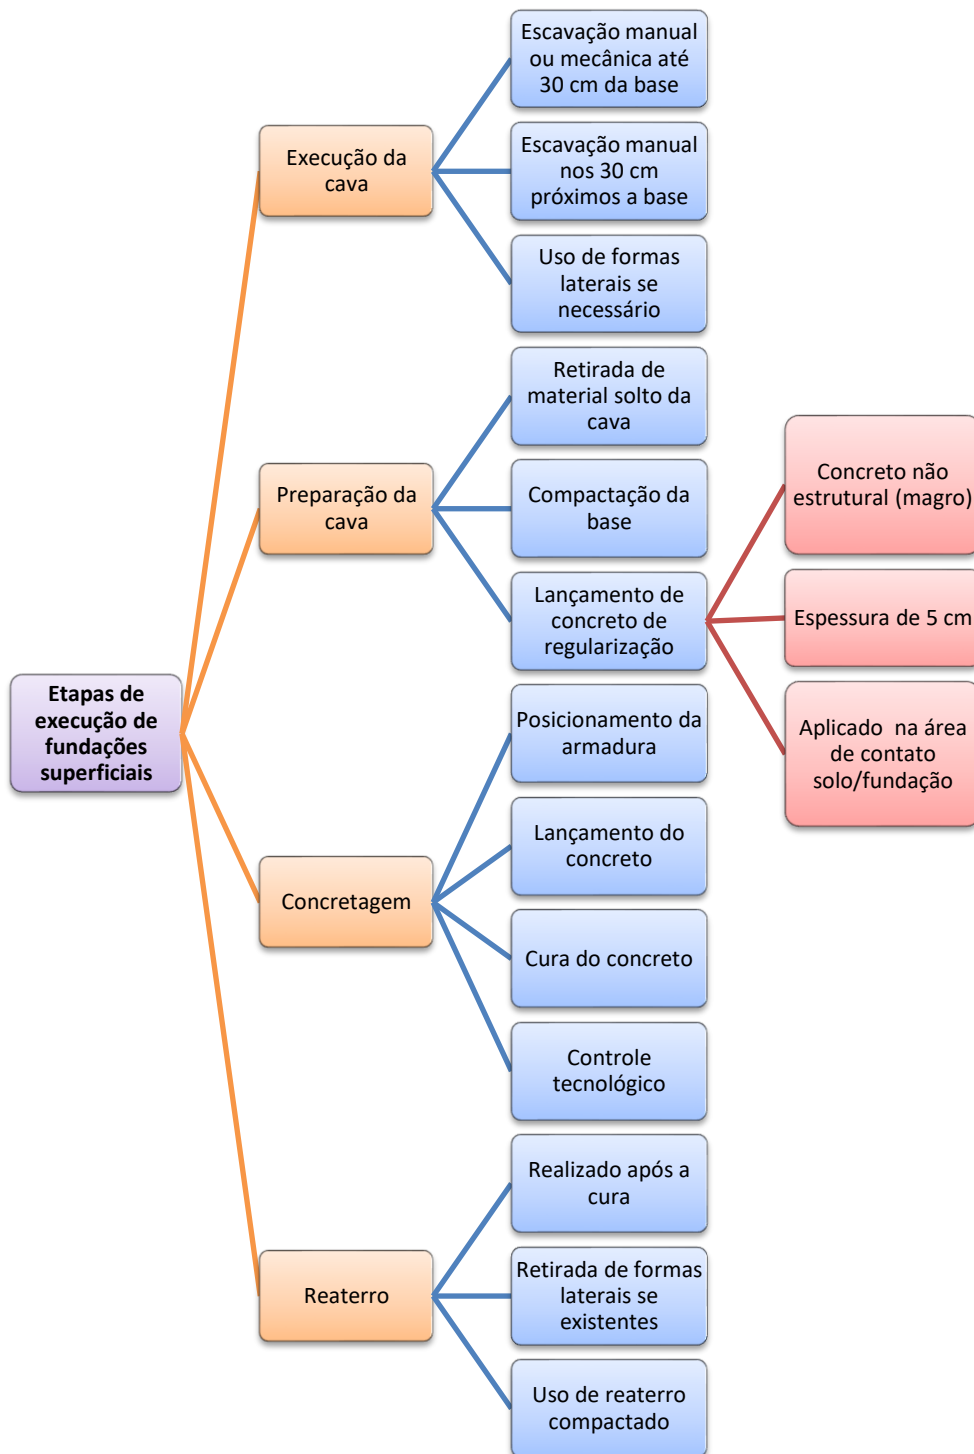 Etapas de
execução de
fundações
superficiais
Execução da
cava
Escavação manual
ou mecânica até
30 cm da base
Escavação manual
nos 30 cm
próximos a base
Uso de formas
laterais se
necessário
Preparação da
cava
Retirada de
material solto da
cava
Compactação da
base
Lançamento de
concreto de
regularização
Concreto não
estrutural (magro)
Espessura de 5 cm
Aplicado na área
de contato
solo/fundação
Concretagem
Posicionamento da
armadura
Lançamento do
concreto
Cura do concreto
Controle
tecnológico
Reaterro
Realizado após a
cura
Retirada de formas
laterais se
existentes
Uso de reaterro
compactado